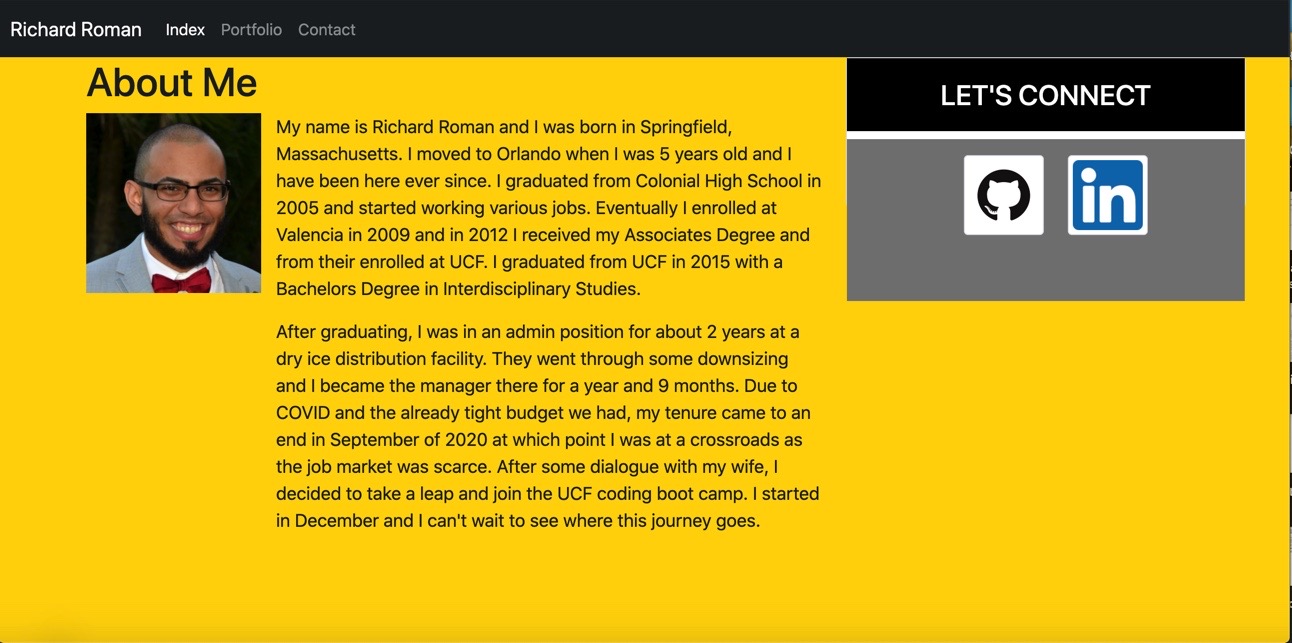 Richard Roman Index Portfolio Contact
About Me
My name is Richard Roman and I was born in Springfield,
Massachusetts. I moved to Orlando when I was 5 years old and I
have been here ever since. I graduated from Colonial High School in
2005 and started working various jobs. Eventually I enrolled at
Valencia in 2009 and in 2012 I received my Associates Degree and
from their enrolled at UCF. I graduated from UCF in 2015 with a
Bachelors Degree in Interdisciplinary Studies.
After graduating, I was in an admin position for about 2 years at a
dry ice distribution facility. They went through some downsizing
and I became the manager there for a year and 9 months. Due to
COVID and the already tight budget we had, my tenure came to an
end in September of 2020 at which point I was at a crossroads as
the job market was scarce. After some dialogue with my wife, I
decided to take a leap and join the UCF coding boot camp. I started
in December and I can't wait to see where this journey goes.
LET'S CONNECT
in